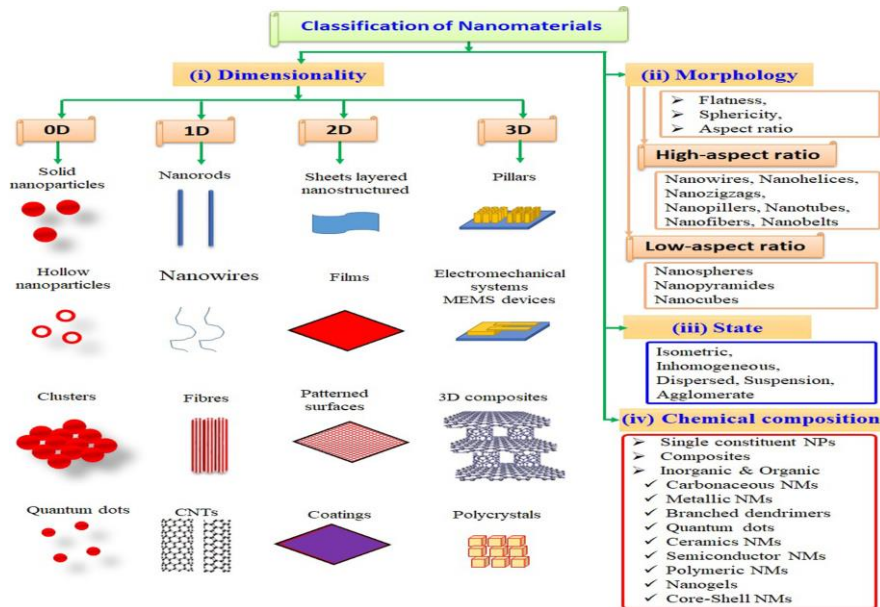 Classification of Nanomaterials
(i) Dimensionality
0D
1D
2D
3D
Solid
nanoparticles
Nanorods
Sheets layered
nanostructured
Pillars
Hollow
nanoparticles
Nanowires
Films
Electromechanical
systems
MEMS devices
Clusters
Fibres
Patterned
surfaces
3D composites
Quantum dots
CNTs
Coatings
Polycrystals
(ii) Morphology
➢ Flatness,
➢ Sphericity,
➢ Aspect ratio
High-aspect ratio
Nanowires, Nanohelices,
Nanozigzags,
Nanopillers, Nanotubes,
Nanofibers, Nanobelts
Low-aspect ratio
Nanospheres
Nanopyramides
Nanocubes
(iii) State
Isometric,
Inhomogeneous,
Dispersed, Suspension,
Agglomerate
(iv) Chemical composition
➢ Single constituent NPs
➢ Composites
➢ Inorganic & Organic
✓ Carbonaceous NMs
✓ Metallic NMs
✓ Branched dendrimers
✓ Quantum dots
✓ Ceramics NMs
✓ Semiconductor NMs
✓ Polymeric NMs
✓ Nanogels
✓ Core-Shell NMs